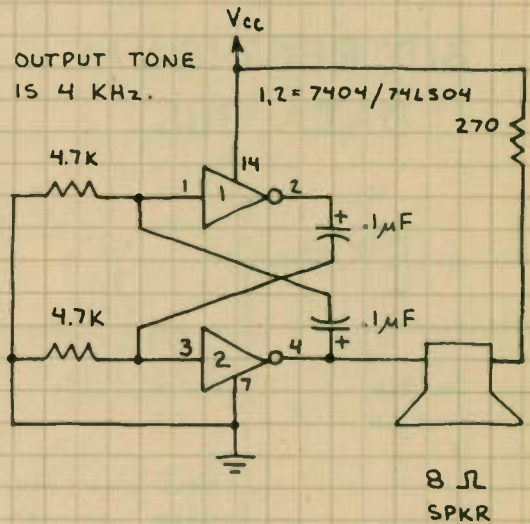 Vcc
OUTPUT TONE
IS 4 KHz.
1,2 = 7404/74LS04
270
4.7K
14
1
1
2
+
.1µF
4.7K
.1µF
+
3
2
4
7
8 Ω
SPKR